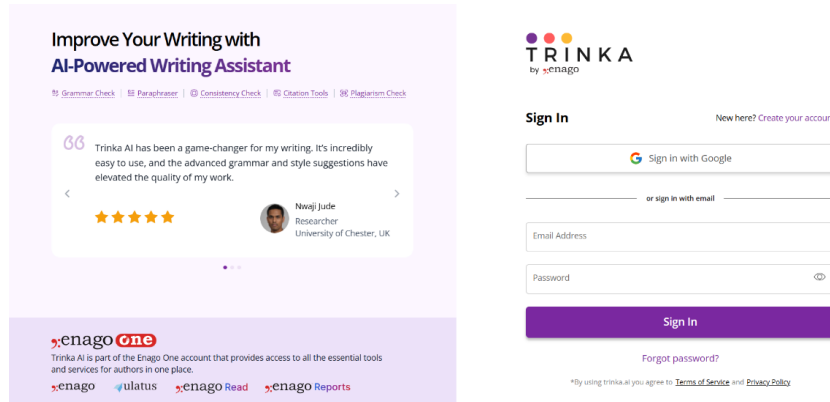 Improve Your Writing with
AI-Powered Writing Assistant
Grammar Check | Paraphraser | Consistency Check | Citation Tools | Plagiarism Check
Trinka AI has been a game-changer for my writing. It's incredibly
easy to use, and the advanced grammar and style suggestions have
elevated the quality of my work.
Nwaji Jude
Researcher
University of Chester, UK
enago one
Trinka AI is part of the Enago One account that provides access to all the essential tools
and services for authors in one place.
enago ulatus enago Read enago Reports
TRINKA
by enago
Sign In
New here? Create your accoun
Sign in with Google
or sign in with email
Email Address
Password
Sign In
Forgot password?
*By using trinka.ai you agree to Terms of Service and Privacy Policy